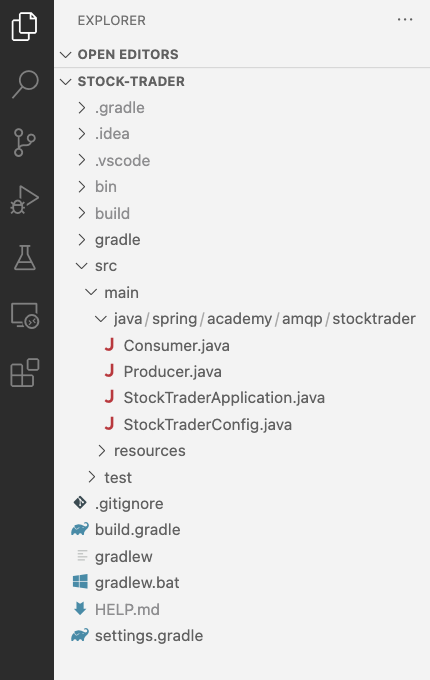 EXPLORER ...
OPEN EDITORS
STOCK-TRADER
.gradle
.idea
.vscode
bin
build
gradle
src
main
java/spring/academy/amqp/stocktrader
J Consumer.java
J Producer.java
J StockTraderApplication.java
J StockTraderConfig.java
resources
test
.gitignore
build.gradle
gradlew
gradlew.bat
HELP.md
settings.gradle